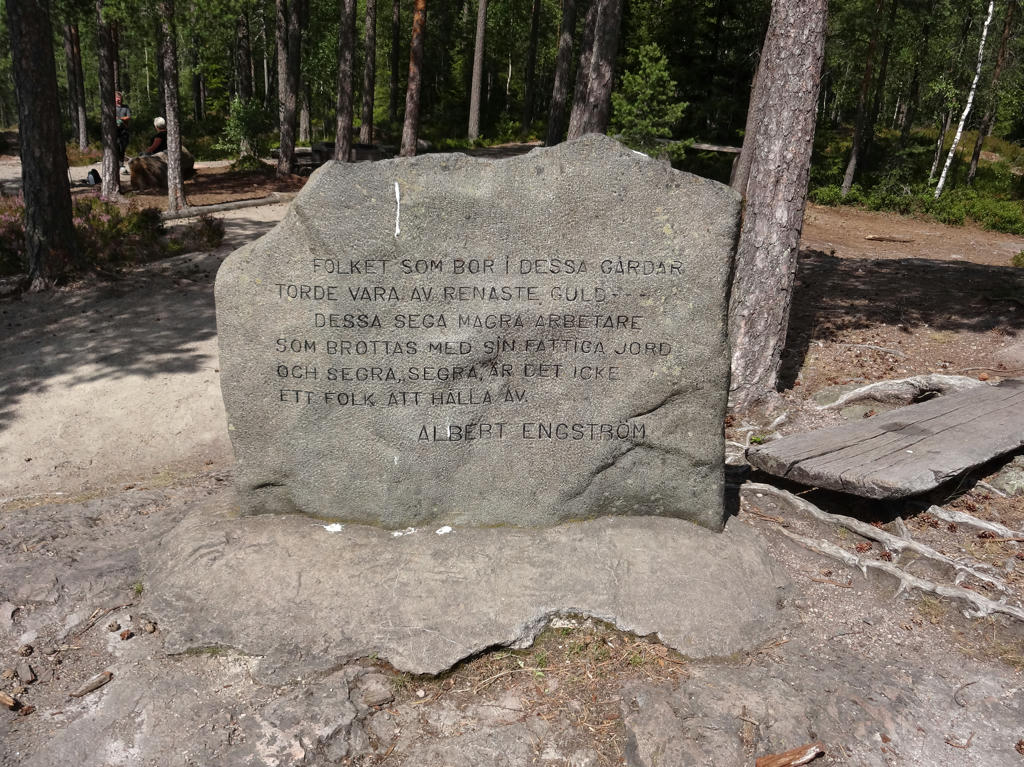 FOLKET SOM BOR I DESSA GÅRDAR
TORDE VARA AV RENASTE GULD---
DESSA SEGA MAGRA ARBETARE
SOM BROTTAS MED SIN FATTIGA JORD
OCH SEGRA, SEGRA, ÄR DET ICKE
ETT FOLK ATT HÅLLA AV.
ALBERT ENGSTRÖM